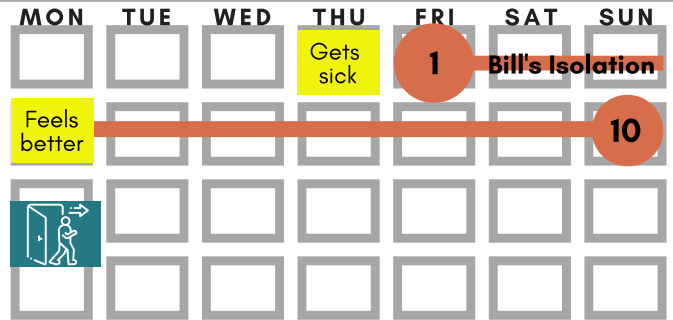 MON TUE WED THU FRI SAT SUN
Gets
sick
1
Bill's Isolation
Feels
better
10